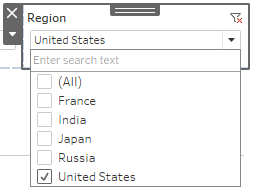 Region
United States
Enter search text
(All)
France
India
Japan
Russia
United States